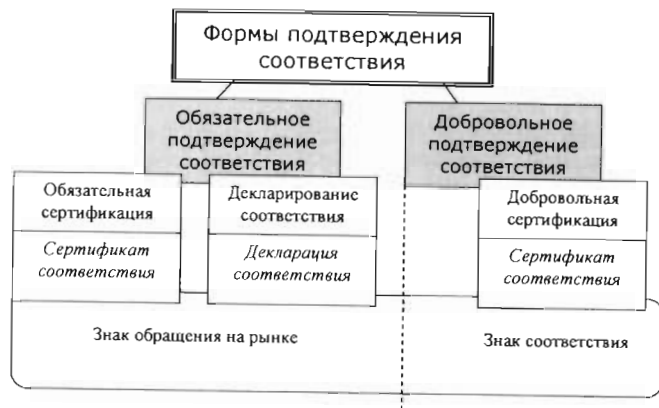 Формы подтверждения
соответствия
Обязательное
подтверждение
соответствия
Добровольное
подтверждение
соответствия
Обязательная
сертификация
Декларирование
соответствия
Добровольная
сертификация
Сертификат
соответствия
Декларация
соответствия
Сертификат
соответствия
Знак обращения на рынке
Знак соответствия